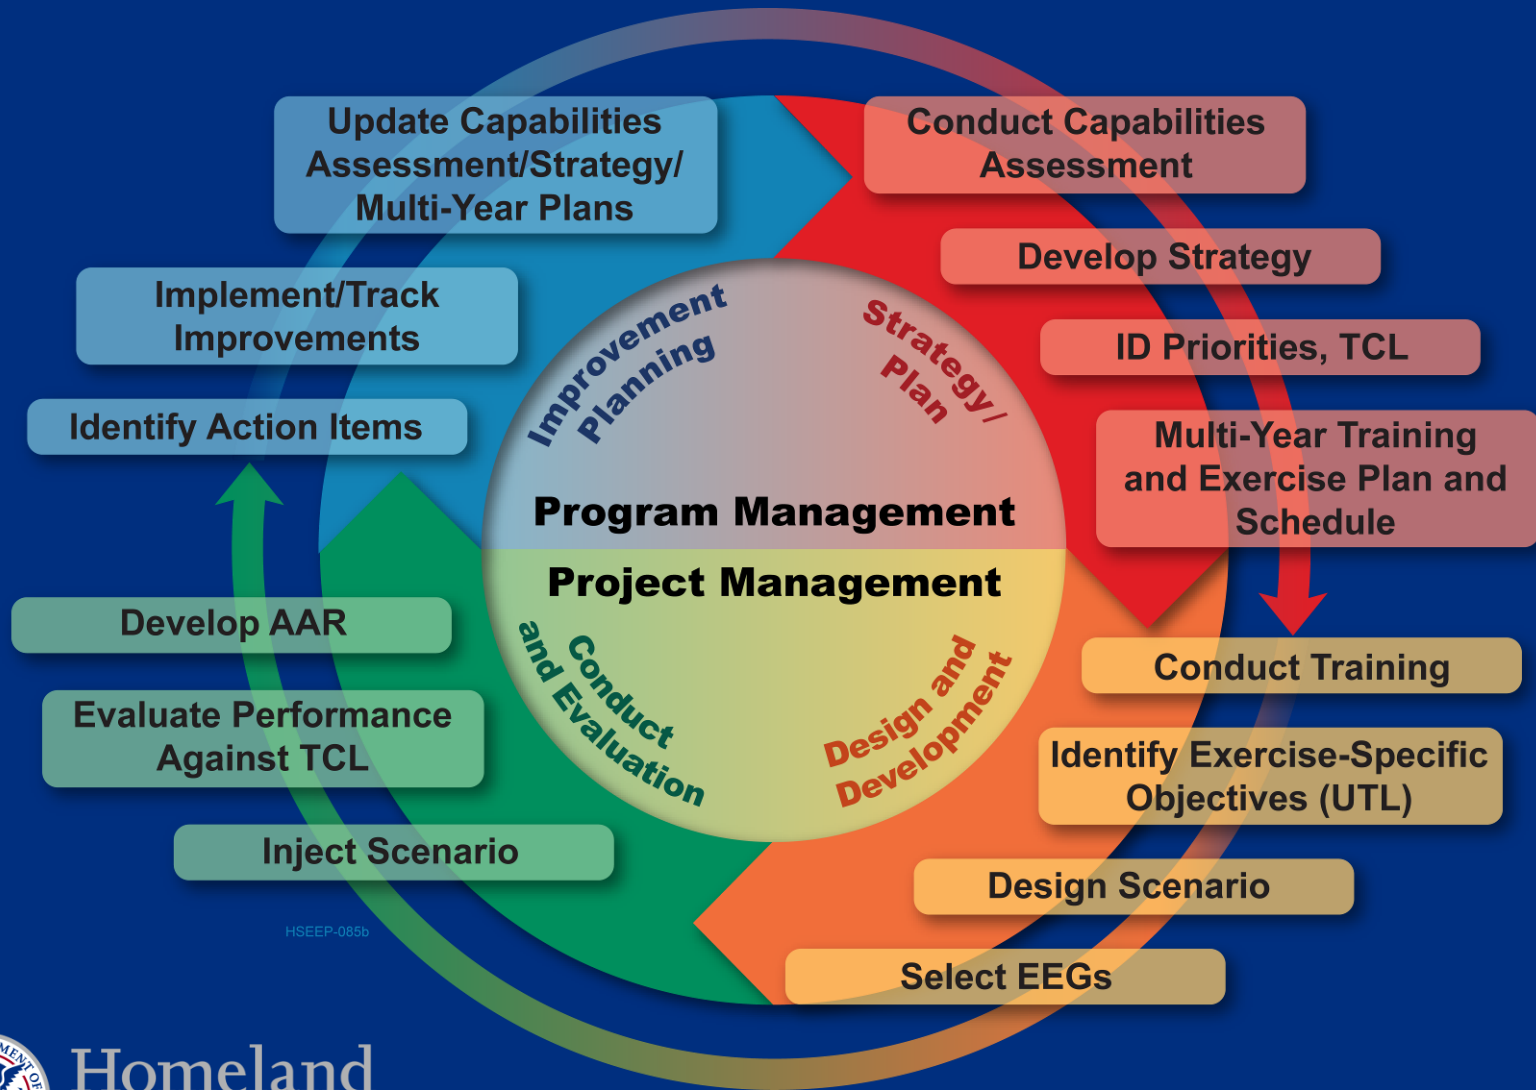 Update Capabilities
Assessment/Strategy/
Multi-Year Plans
Conduct Capabilities
Assessment
Develop Strategy
Implement/Track
Improvements
ID Priorities, TCL
Identify Action Items
Multi-Year Training
and Exercise Plan and
Schedule
Improvement
Planning
Strategy/
Plan
Program Management
Project Management
Conduct
and Evaluation
Design and
Development
Develop AAR
Conduct Training
Evaluate Performance
Against TCL
Identify Exercise-Specific
Objectives (UTL)
Inject Scenario
Design Scenario
Select EEGs
HSEEP-085b
Homeland